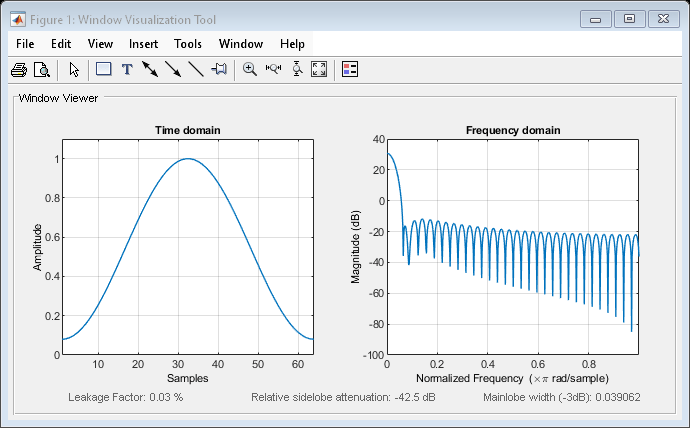 Figure 1: Window Visualization Tool
File Edit View Insert Tools Window Help
T
Window Viewer
Time domain
1
0.8
0.6
0.4
0.2
0
Amplitude
10 20 30 40 50 60
Samples
Frequency domain
40
20
0
-20
-40
-60
-80
-100
Magnitude (dB)
0 0.2 0.4 0.6 0.8
Normalized Frequency (×π rad/sample)
Leakage Factor: 0.03 % Relative sidelobe attenuation: -42.5 dB Mainlobe width (-3dB): 0.039062